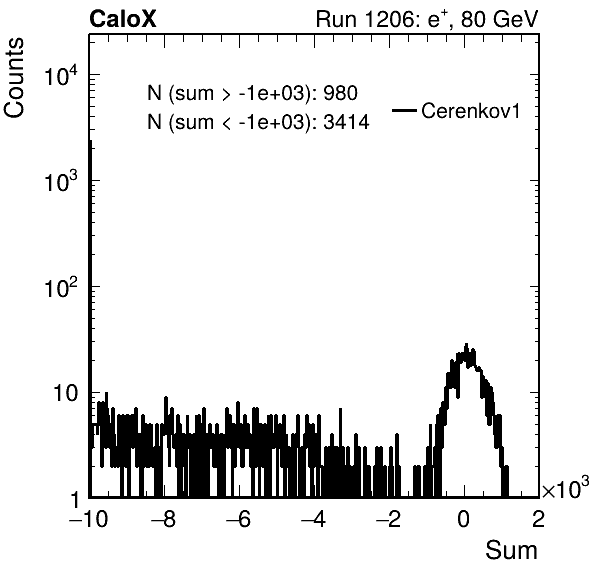 CaloX
Run 1206: e⁺, 80 GeV
Counts
10⁴
10³
10²
10
1
N (sum > -1e+03): 980
N (sum < -1e+03): 3414
Cerenkov1
−10 −8 −6 −4 −2 0 2
×10³
Sum